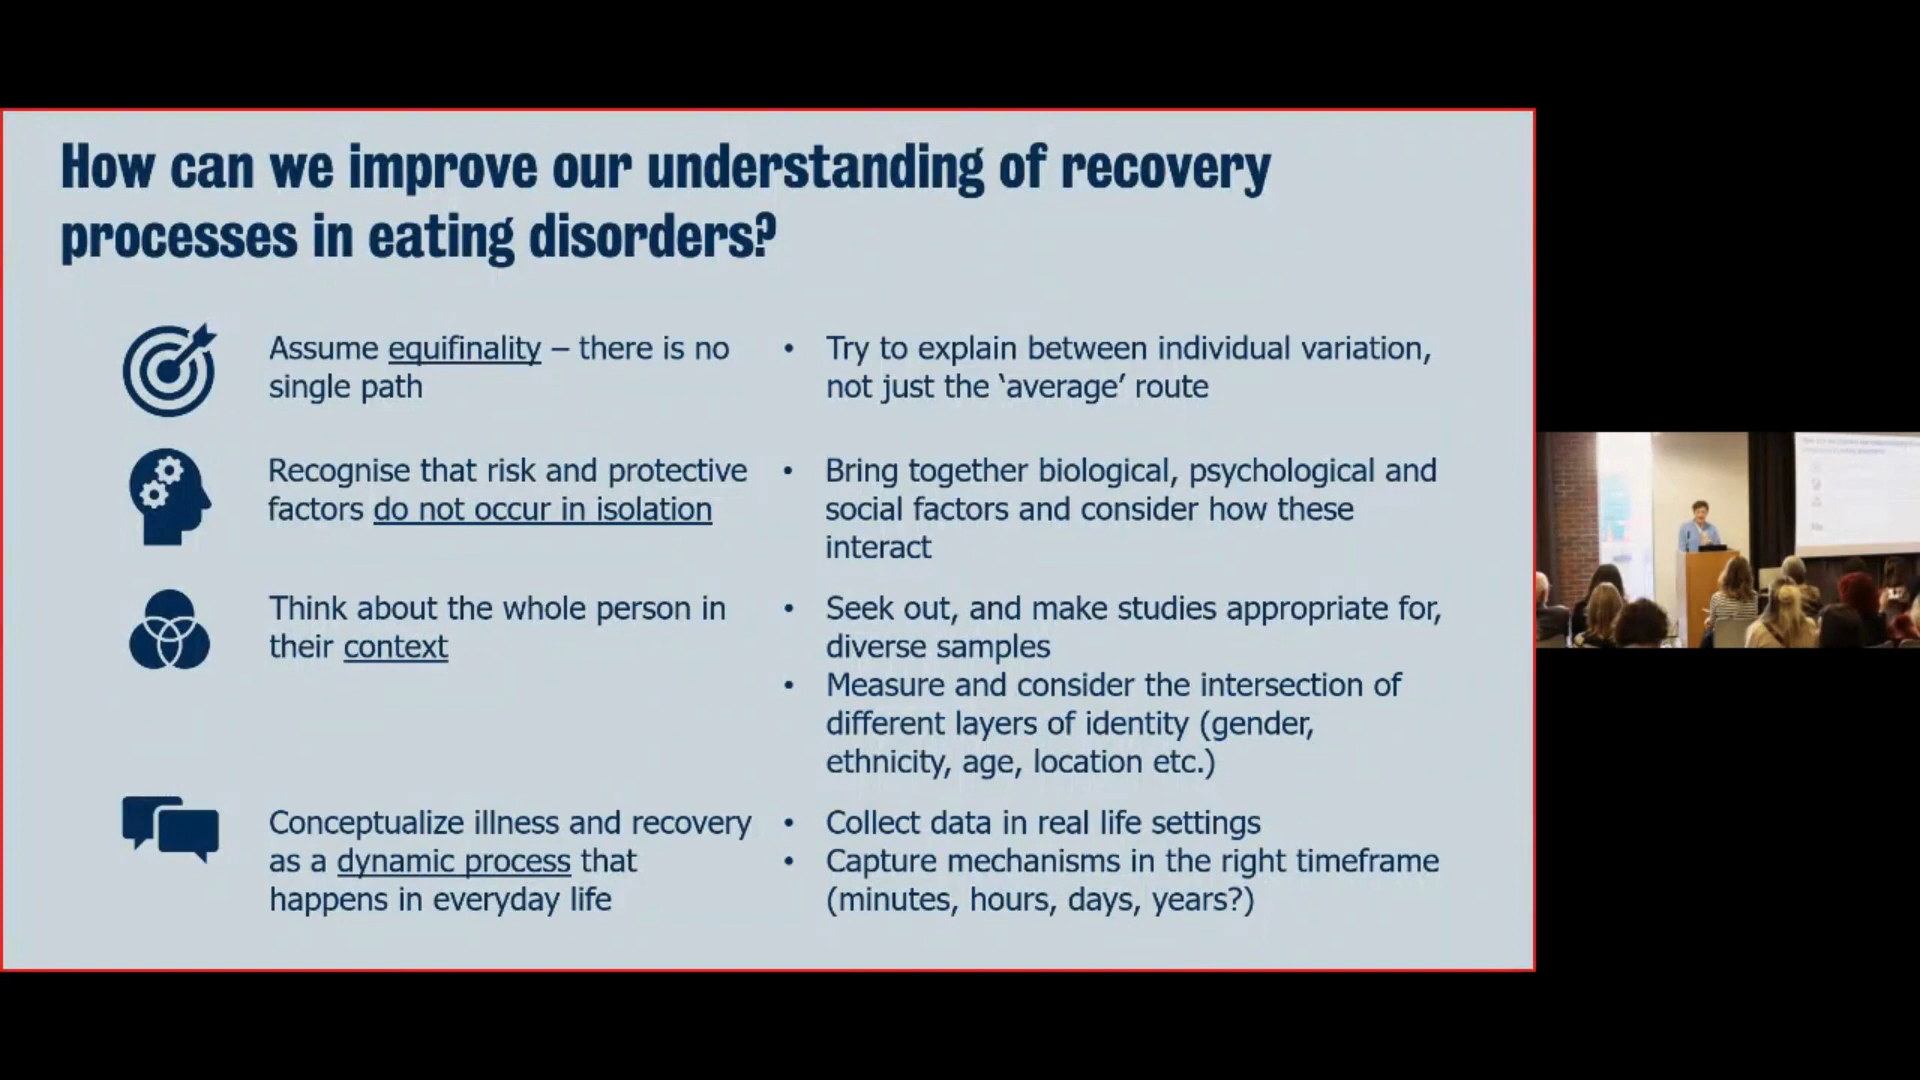 How can we improve our understanding of recovery
processes in eating disorders?
Assume equifinality – there is no
single path
• Try to explain between individual variation,
not just the ‘average’ route
Recognise that risk and protective
factors do not occur in isolation
• Bring together biological, psychological and
social factors and consider how these
interact
Think about the whole person in
their context
• Seek out, and make studies appropriate for,
diverse samples
• Measure and consider the intersection of
different layers of identity (gender,
ethnicity, age, location etc.)
Conceptualize illness and recovery
as a dynamic process that
happens in everyday life
• Collect data in real life settings
• Capture mechanisms in the right timeframe
(minutes, hours, days, years?)